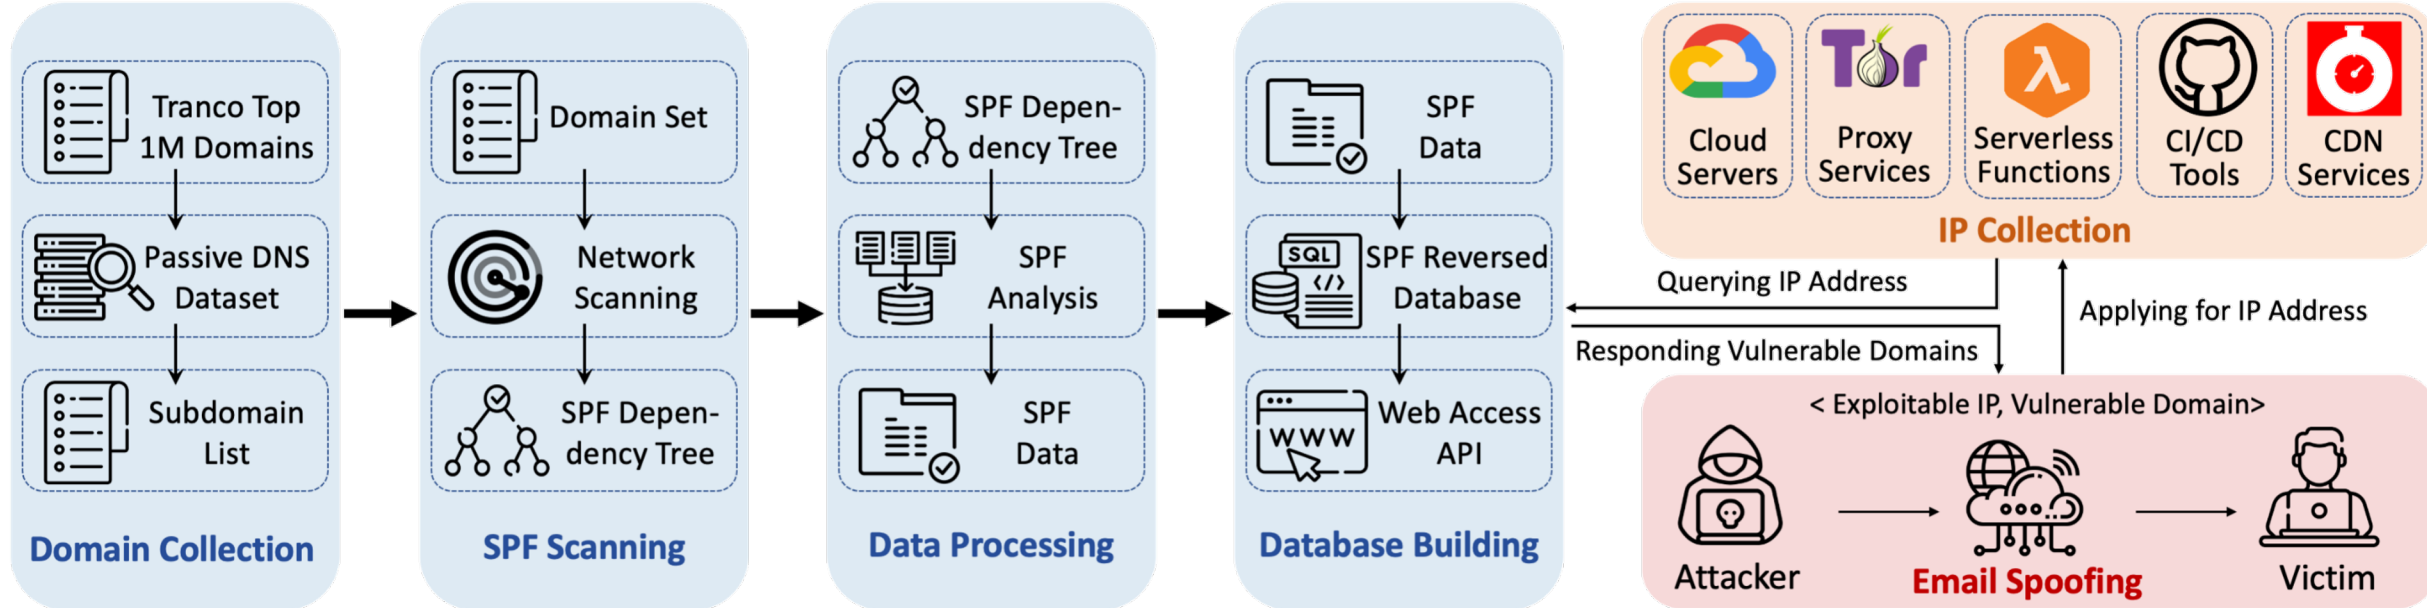 Tranco Top
1M Domains
Passive DNS
Dataset
Subdomain
List
Domain Collection
Domain Set
Network
Scanning
SPF Depen-
dency Tree
SPF Scanning
SPF Depen-
dency Tree
SPF
Analysis
SPF
Data
Data Processing
SPF
Data
SQL
</>
SPF Reversed
Database
WWW
Web Access
API
Database Building
Cloud
Servers
Tor
Proxy
Services
λ
Serverless
Functions
CI/CD
Tools
CDN
Services
IP Collection
Querying IP Address
Responding Vulnerable Domains
Applying for IP Address
< Exploitable IP, Vulnerable Domain>
Attacker
Email Spoofing
Victim